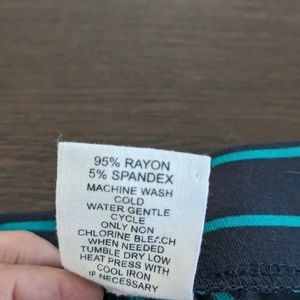 95% RAYON
5% SPANDEX
MACHINE WASH
COLD
WATER GENTLE
CYCLE
ONLY NON
CHLORINE BLEACH
WHEN NEEDED
TUMBLE DRY LOW
HEAT PRESS WITH
COOL IRON
IF NECESSARY